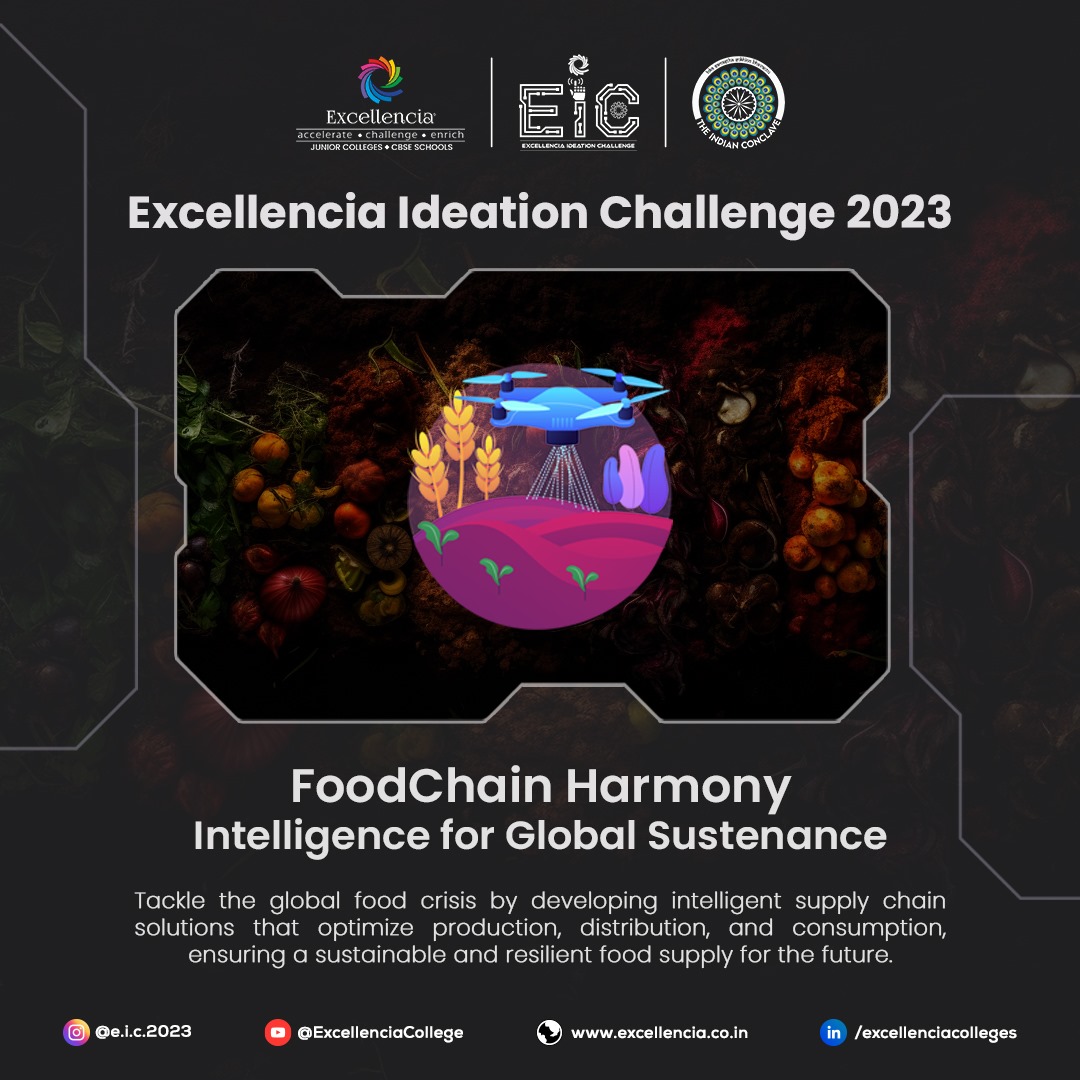 Excellencia
accelerate • challenge • enrich
JUNIOR COLLEGES • CBSE SCHOOLS
EiC
EXCELLENCIA IDEATION CHALLENGE
THE INDIAN CONCLAVE
Excellencia Ideation Challenge 2023
FoodChain Harmony
Intelligence for Global Sustenance
Tackle the global food crisis by developing intelligent supply chain
solutions that optimize production, distribution, and consumption,
ensuring a sustainable and resilient food supply for the future.
@e.i.c.2023
@ExcellenciaCollege
www.excellencia.co.in
in /excellenciacolleges